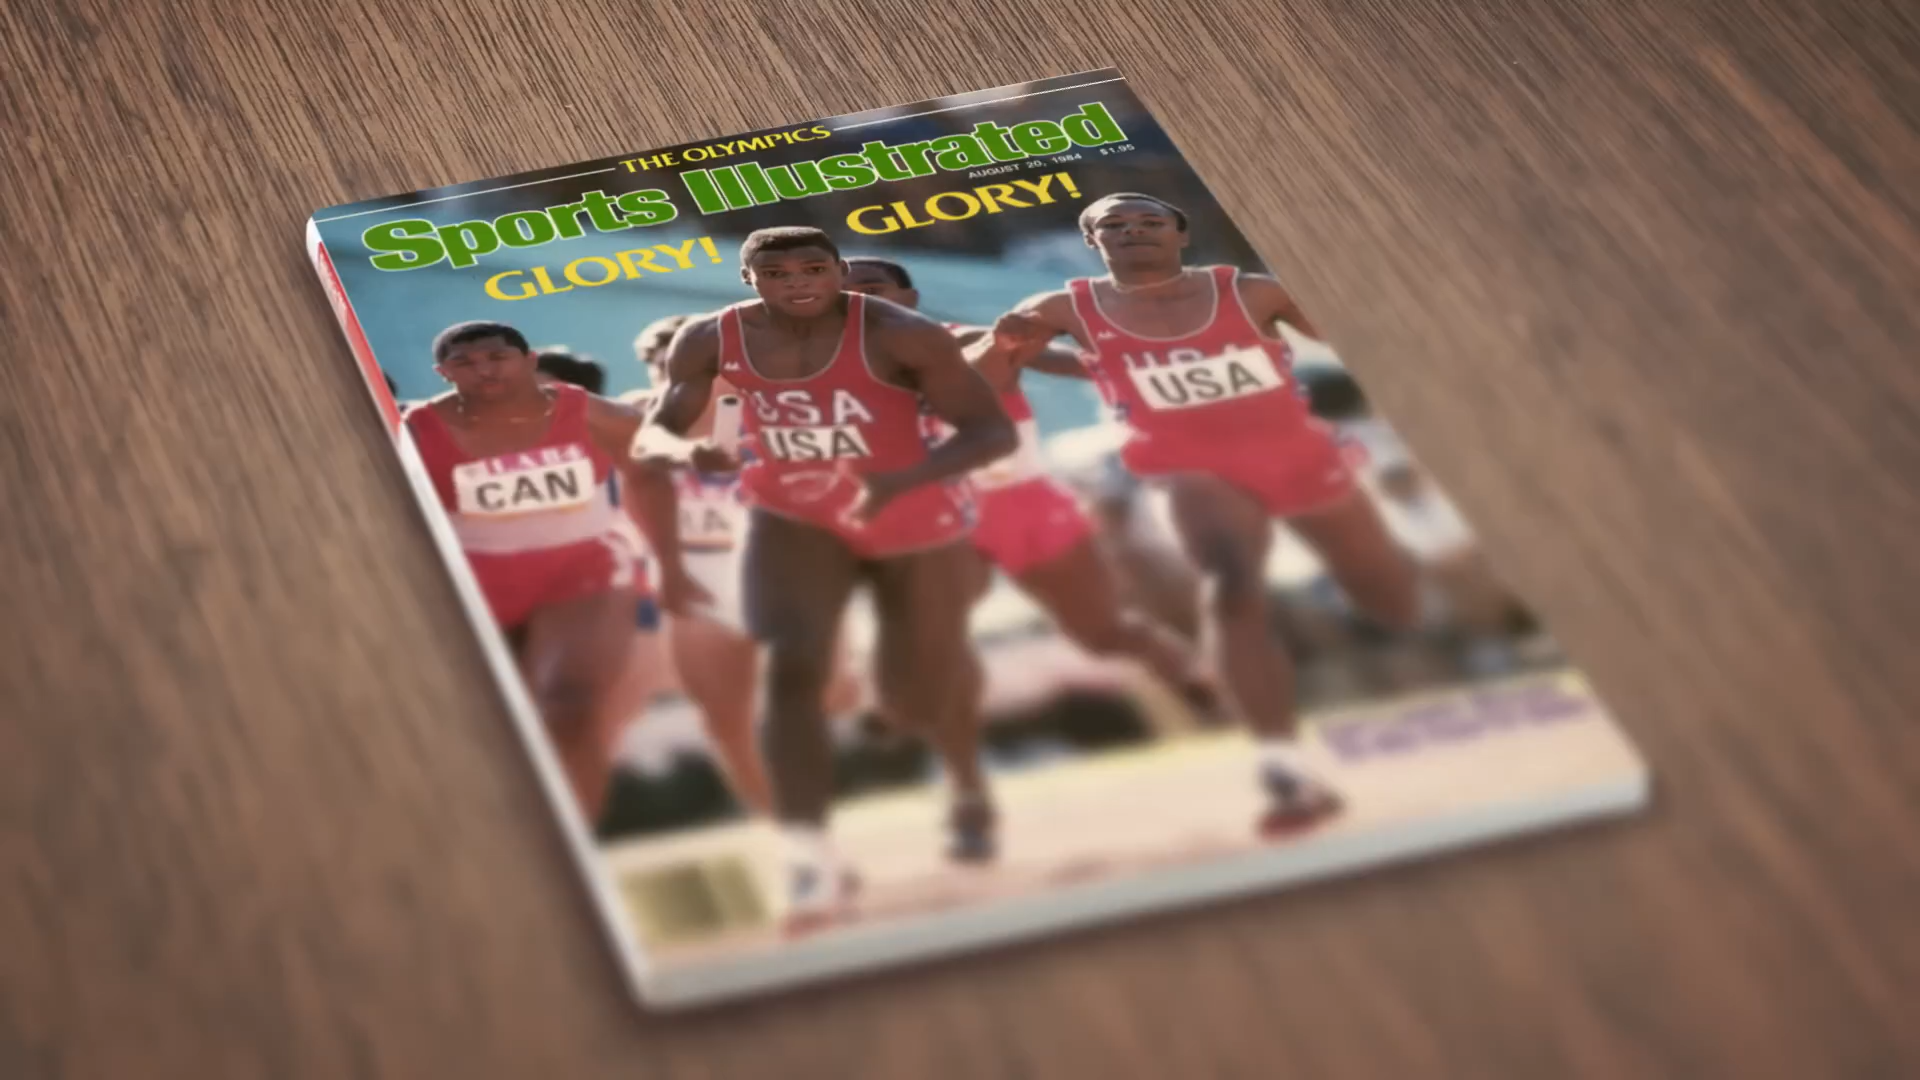 THE OLYMPICS
Sports Illustrated
AUGUST 20, 1984 $1.95
GLORY! GLORY!
USA
USA
USA
USA
CAN